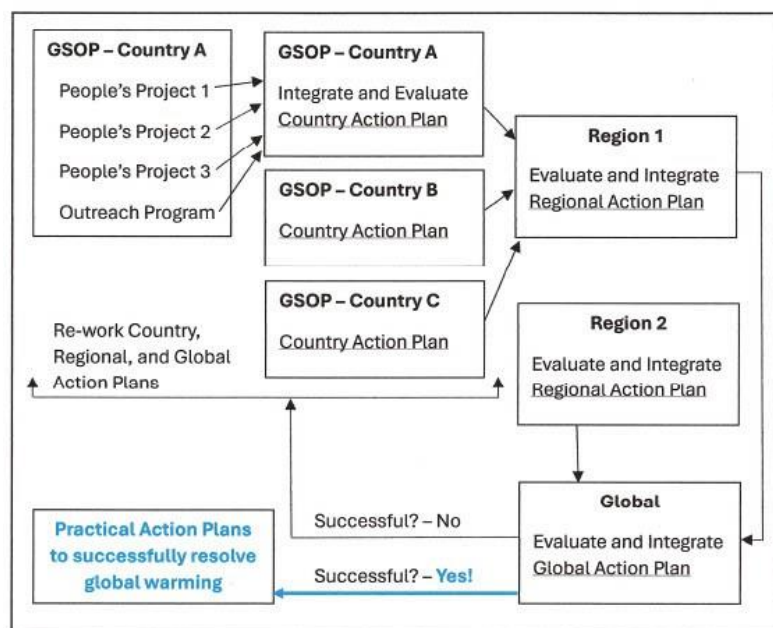 GSOP – Country A
People's Project 1
People's Project 2
People's Project 3
Outreach Program
GSOP – Country A
Integrate and Evaluate
Country Action Plan
GSOP – Country B
Country Action Plan
GSOP – Country C
Country Action Plan
Region 1
Evaluate and Integrate
Regional Action Plan
Region 2
Evaluate and Integrate
Regional Action Plan
Re-work Country,
Regional, and Global
Action Plans
Global
Evaluate and Integrate
Global Action Plan
Successful? – No
Successful? – Yes!
Practical Action Plans
to successfully resolve
global warming